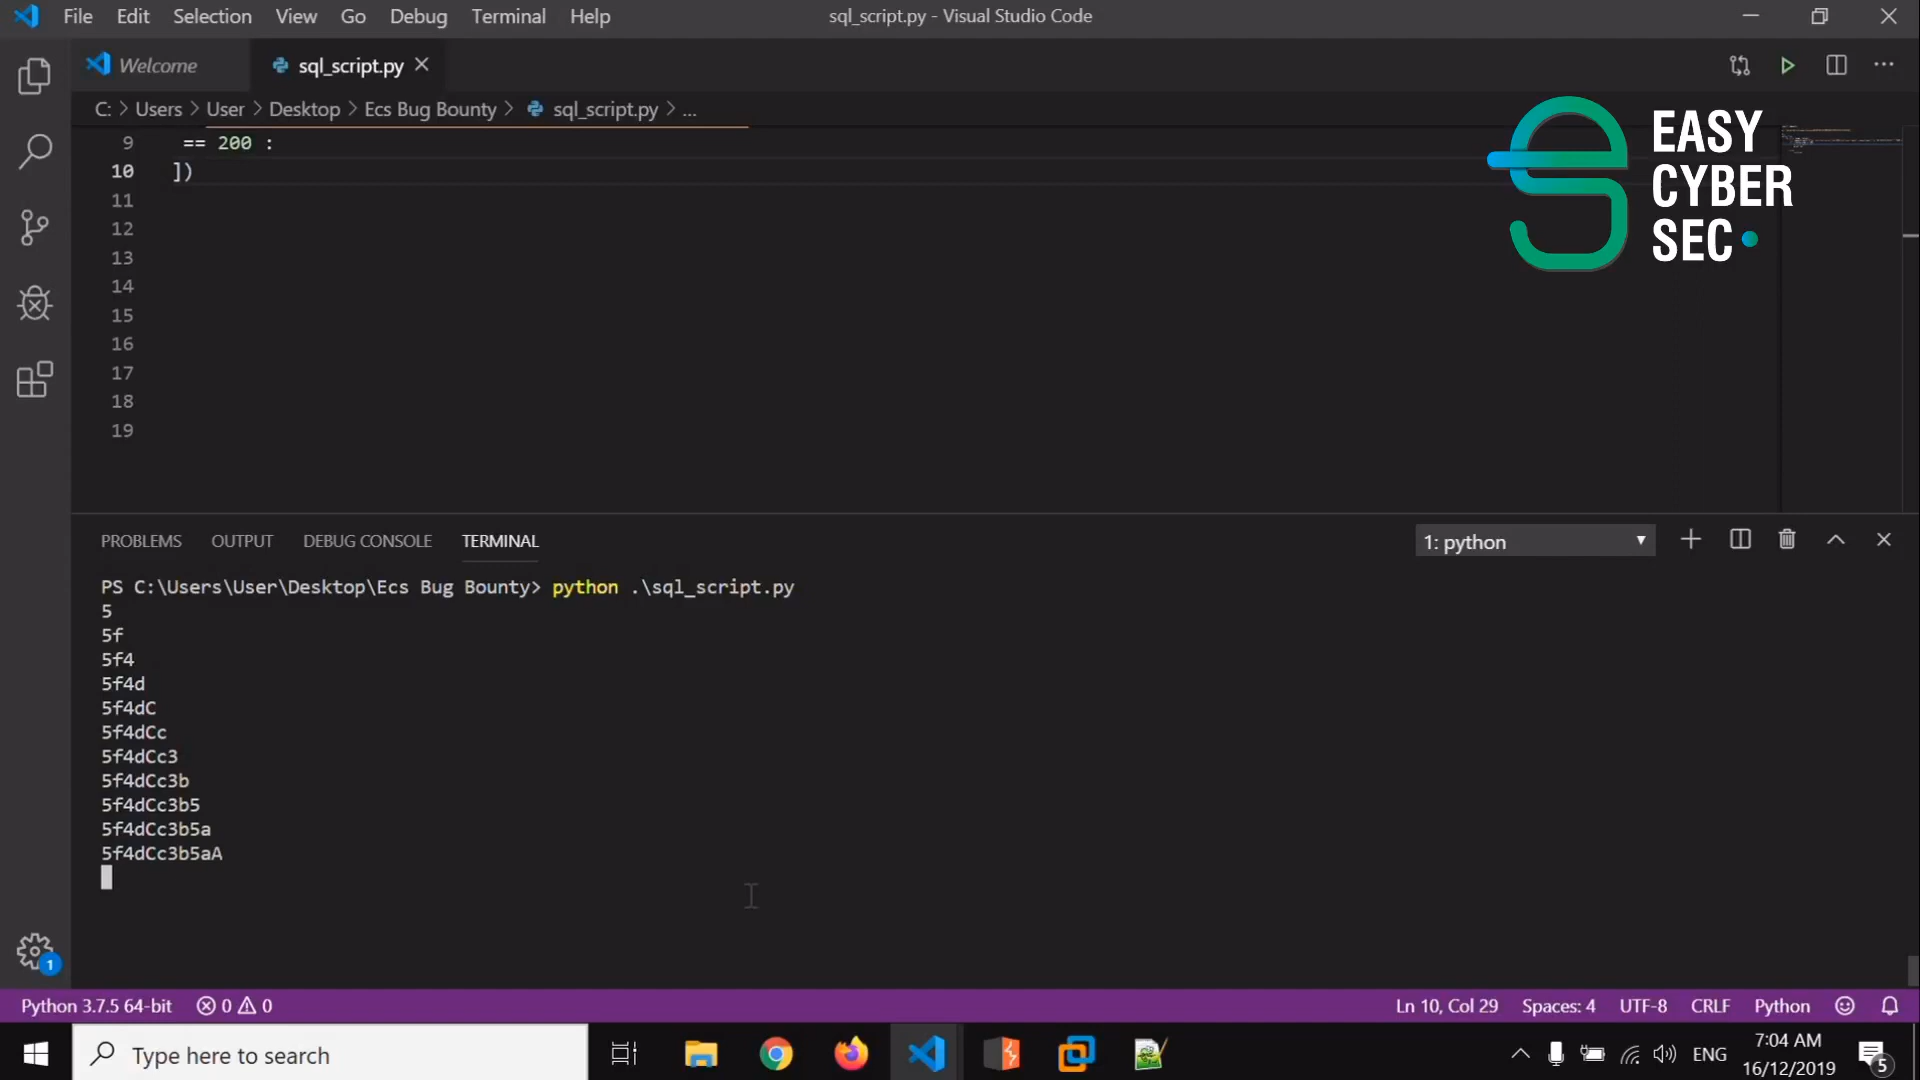 File Edit Selection View Go Debug Terminal Help
sql_script.py - Visual Studio Code
Welcome
sql_script.py
C: > Users > User > Desktop > Ecs Bug Bounty > sql_script.py > ...
EASY
CYBER
SEC
9 == 200 :
10 ])
11
12
13
14
15
16
17
18
19
PROBLEMS OUTPUT DEBUG CONSOLE TERMINAL
1: python
PS C:\Users\User\Desktop\Ecs Bug Bounty> python .\sql_script.py
5
5f
5f4
5f4d
5f4dC
5f4dCc
5f4dCc3
5f4dCc3b
5f4dCc3b5
5f4dCc3b5a
5f4dCc3b5aA
1
Python 3.7.5 64-bit 0 0
Ln 10, Col 29 Spaces: 4 UTF-8 CRLF Python
Type here to search
ENG
7:04 AM
16/12/2019
5